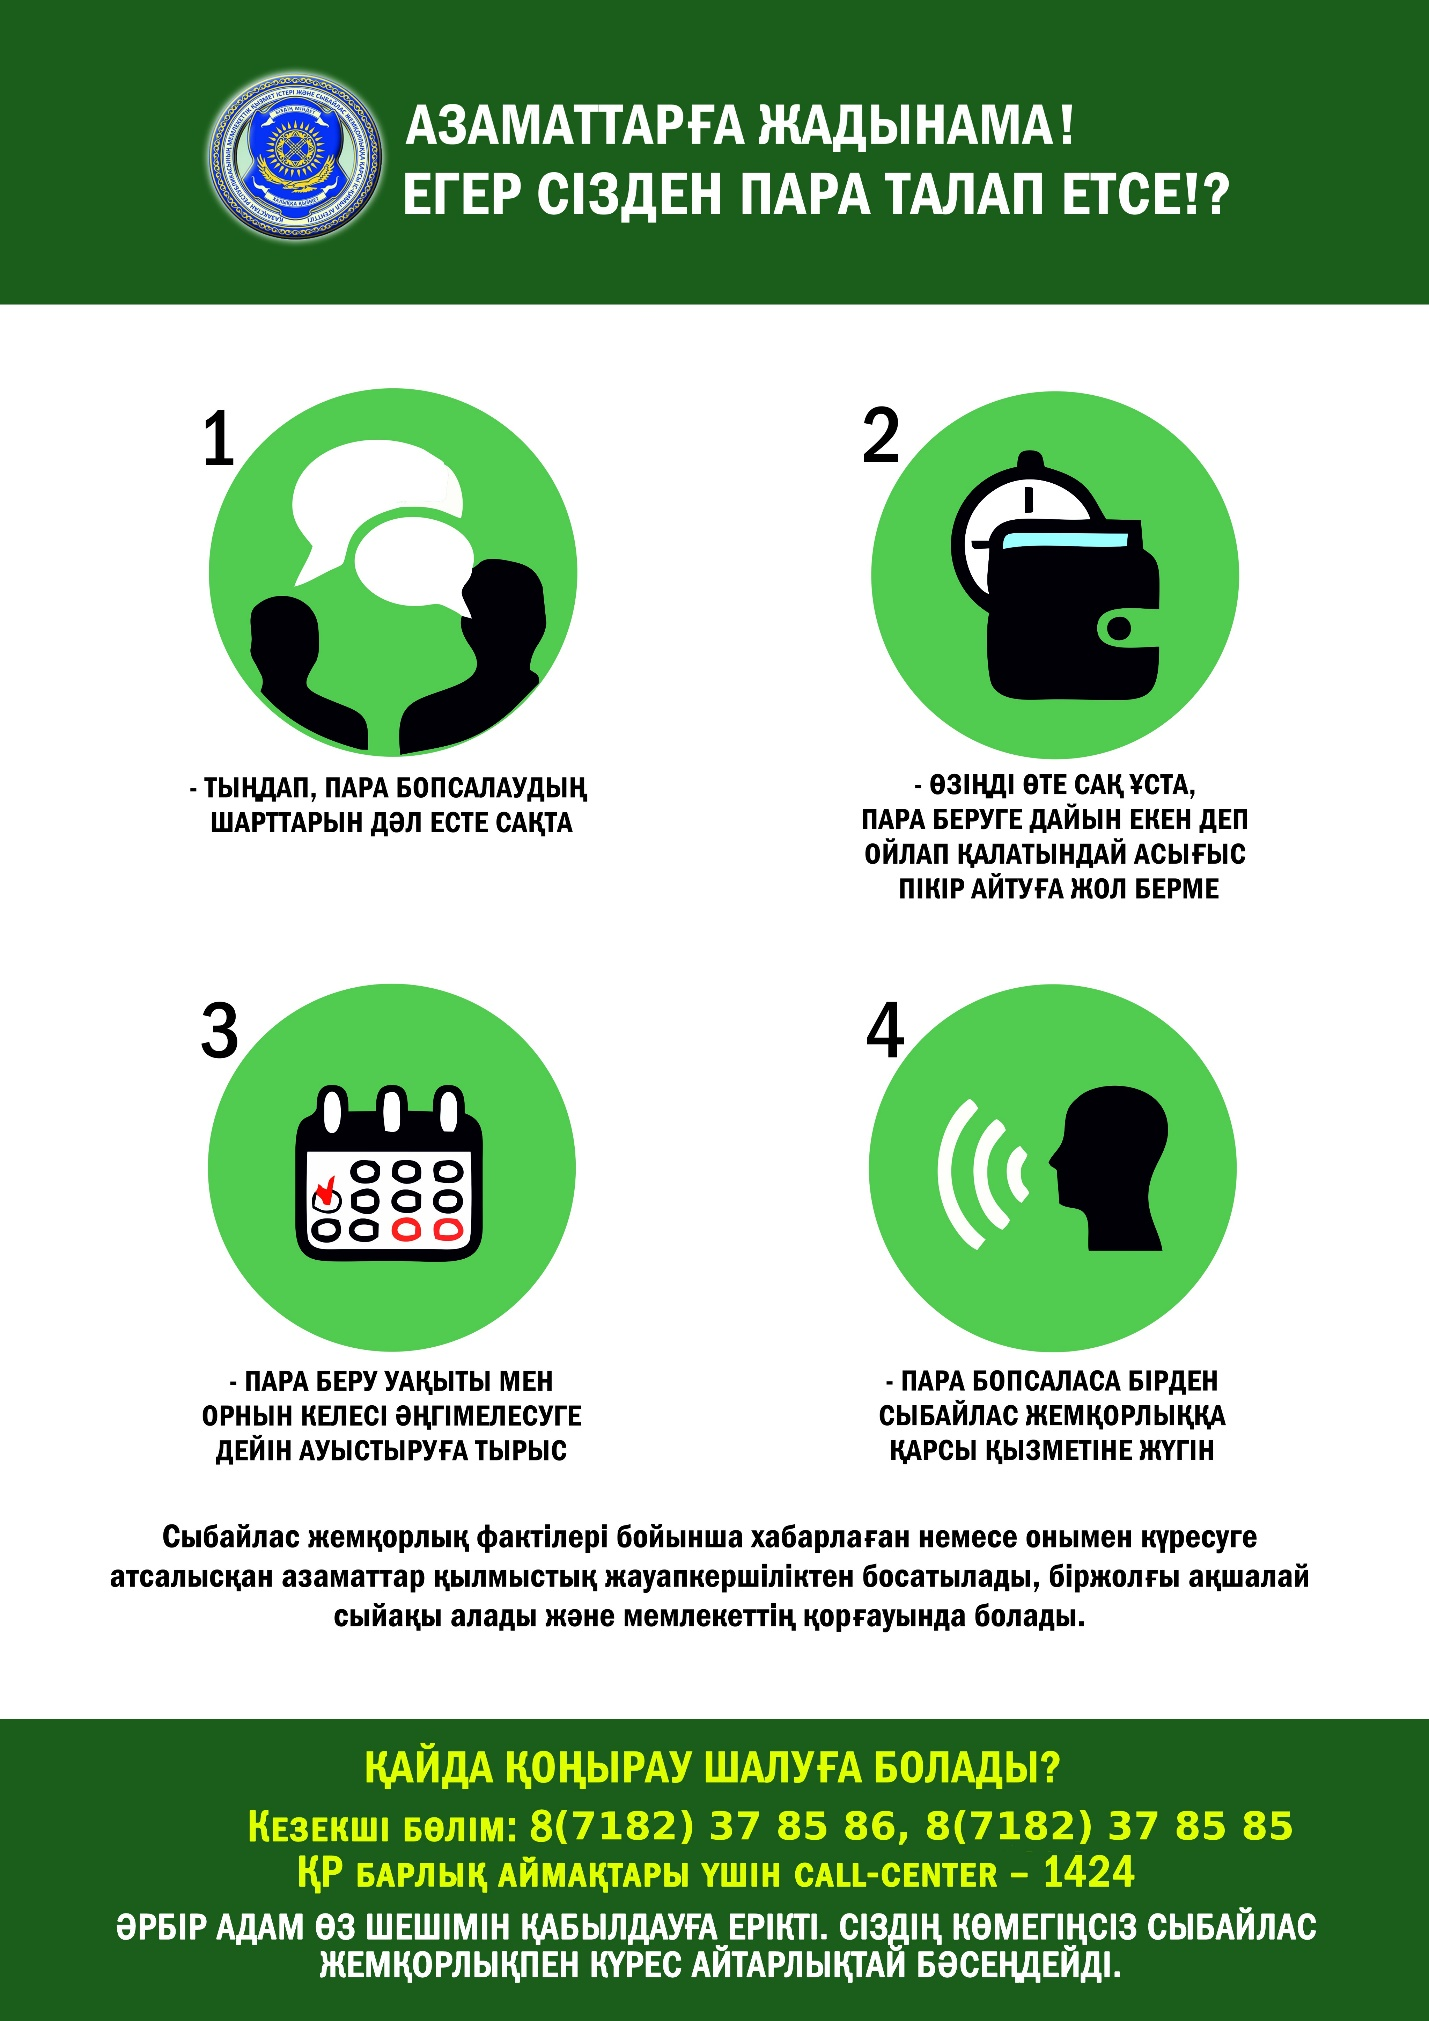 АЗАМАТТАРҒА ЖАДЫНАМА!
ЕГЕР СІЗДЕН ПАРА ТАЛАП ЕТСЕ!?
1
- ТЫҢДАП, ПАРА БОПСАЛАУДЫҢ
ШАРТТАРЫН ДӘЛ ЕСТЕ САҚТА
2
- ӨЗІҢДІ ӨТЕ САҚ ҰСТА,
ПАРА БЕРУГЕ ДАЙЫН ЕКЕН ДЕП
ОЙЛАП ҚАЛАТЫНДАЙ АСЫҒЫС
ПІКІР АЙТУҒА ЖОЛ БЕРМЕ
3
- ПАРА БЕРУ УАҚЫТЫ МЕН
ОРНЫН КЕЛЕСІ ӘҢГІМЕЛЕСУГЕ
ДЕЙІН АУЫСТЫРУҒА ТЫРЫС
4
- ПАРА БОПСАЛАСА БІРДЕН
СЫБАЙЛАС ЖЕМҚОРЛЫҚҚА
ҚАРСЫ ҚЫЗМЕТІНЕ ЖҮГІН
Сыбайлас жемқорлық фактілері бойынша хабарлаған немесе онымен күресуге
атсалысқан азаматтар қылмыстық жауапкершіліктен босатылады, біржолғы ақшалай
сыйақы алады және мемлекеттің қорғауында болады.
ҚАЙДА ҚОҢЫРАУ ШАЛУҒА БОЛАДЫ?
Кезекші бөлім: 8(7182) 37 85 86, 8(7182) 37 85 85
ҚР барлық аймақтары үшін call-center – 1424
ӘРБІР АДАМ ӨЗ ШЕШІМІН ҚАБЫЛДАУҒА ЕРІКТІ. СІЗДІҢ КӨМЕГІҢСІЗ СЫБАЙЛАС
ЖЕМҚОРЛЫҚПЕН КҮРЕС АЙТАРЛЫҚТАЙ БӘСЕҢДЕЙДІ.